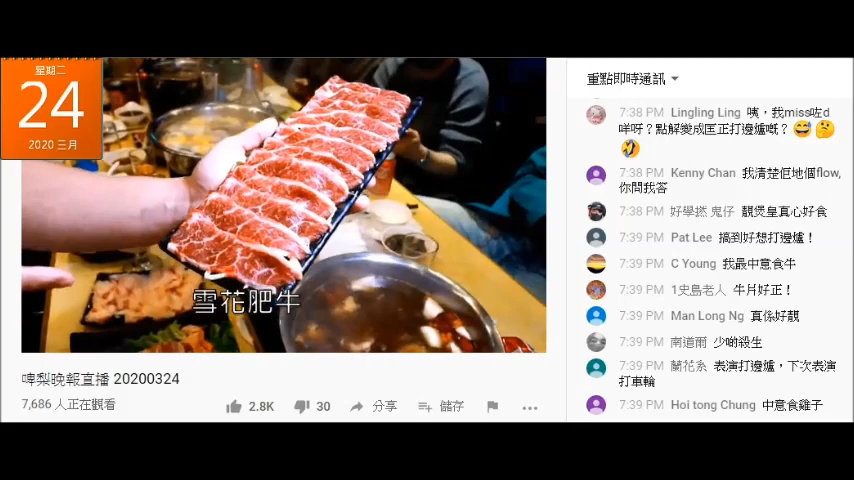 星期二
24
2020 三月
雪花肥牛
啤梨晚報直播 20200324
7,686 人正在觀看
2.8K
30
分享
儲存
重點即時通訊
7:38 PM Lingling Ling 咦，我miss咗d
咩呀？點解變成匡正打邊爐嘅？😅🤔
🤣
7:38 PM Kenny Chan 我清楚佢地個flow,
你問我答
7:38 PM 好學撚 鬼仔 靚煲皇真心好食
7:39 PM Pat Lee 搞到好想打邊爐！
7:39 PM C Young 我最中意食牛
7:39 PM 1史島老人 牛片好正！
7:39 PM Man Long Ng 真係好靚
7:39 PM 南道爾 少啲殺生
7:39 PM 蘭花系 表演打邊爐，下次表演
打車輪
7:39 PM Hoi tong Chung 中意食雞子